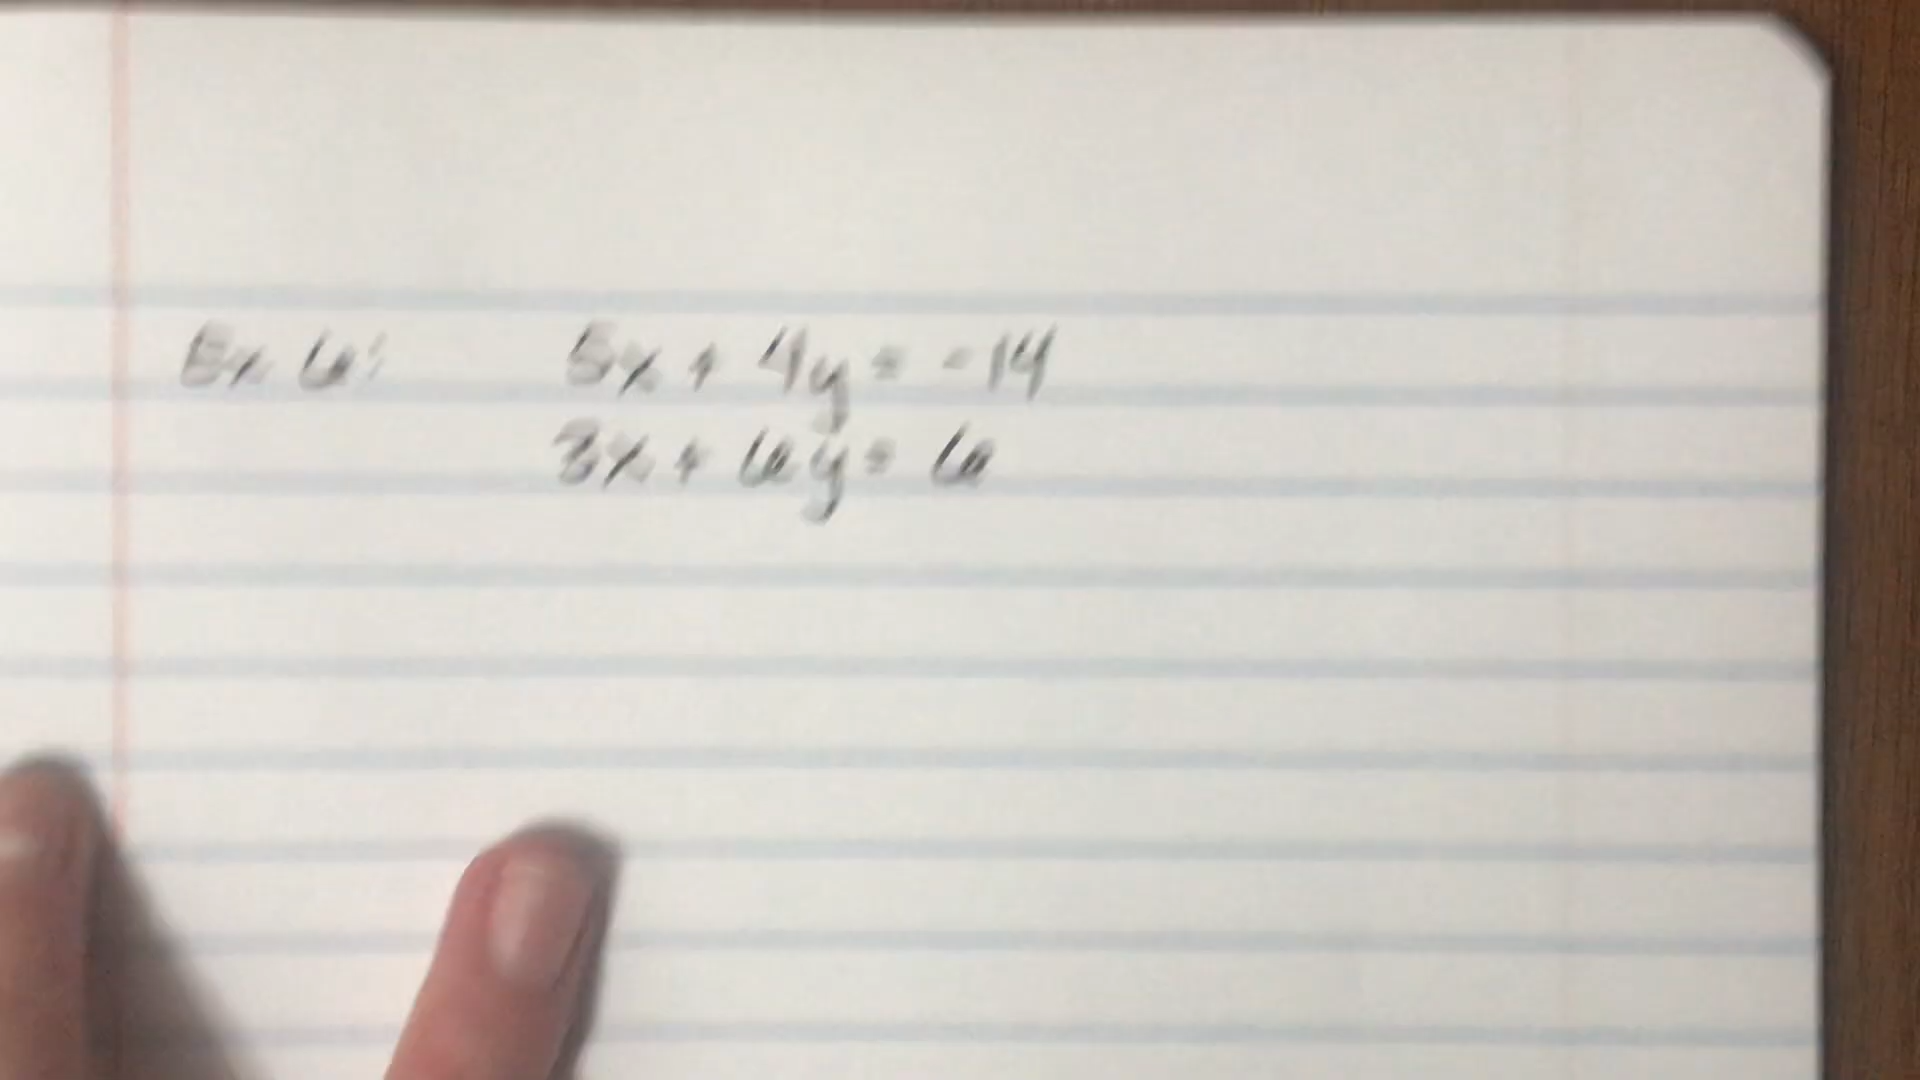 Ex 6: 5x + 4y = -14
3x + 6y = 6